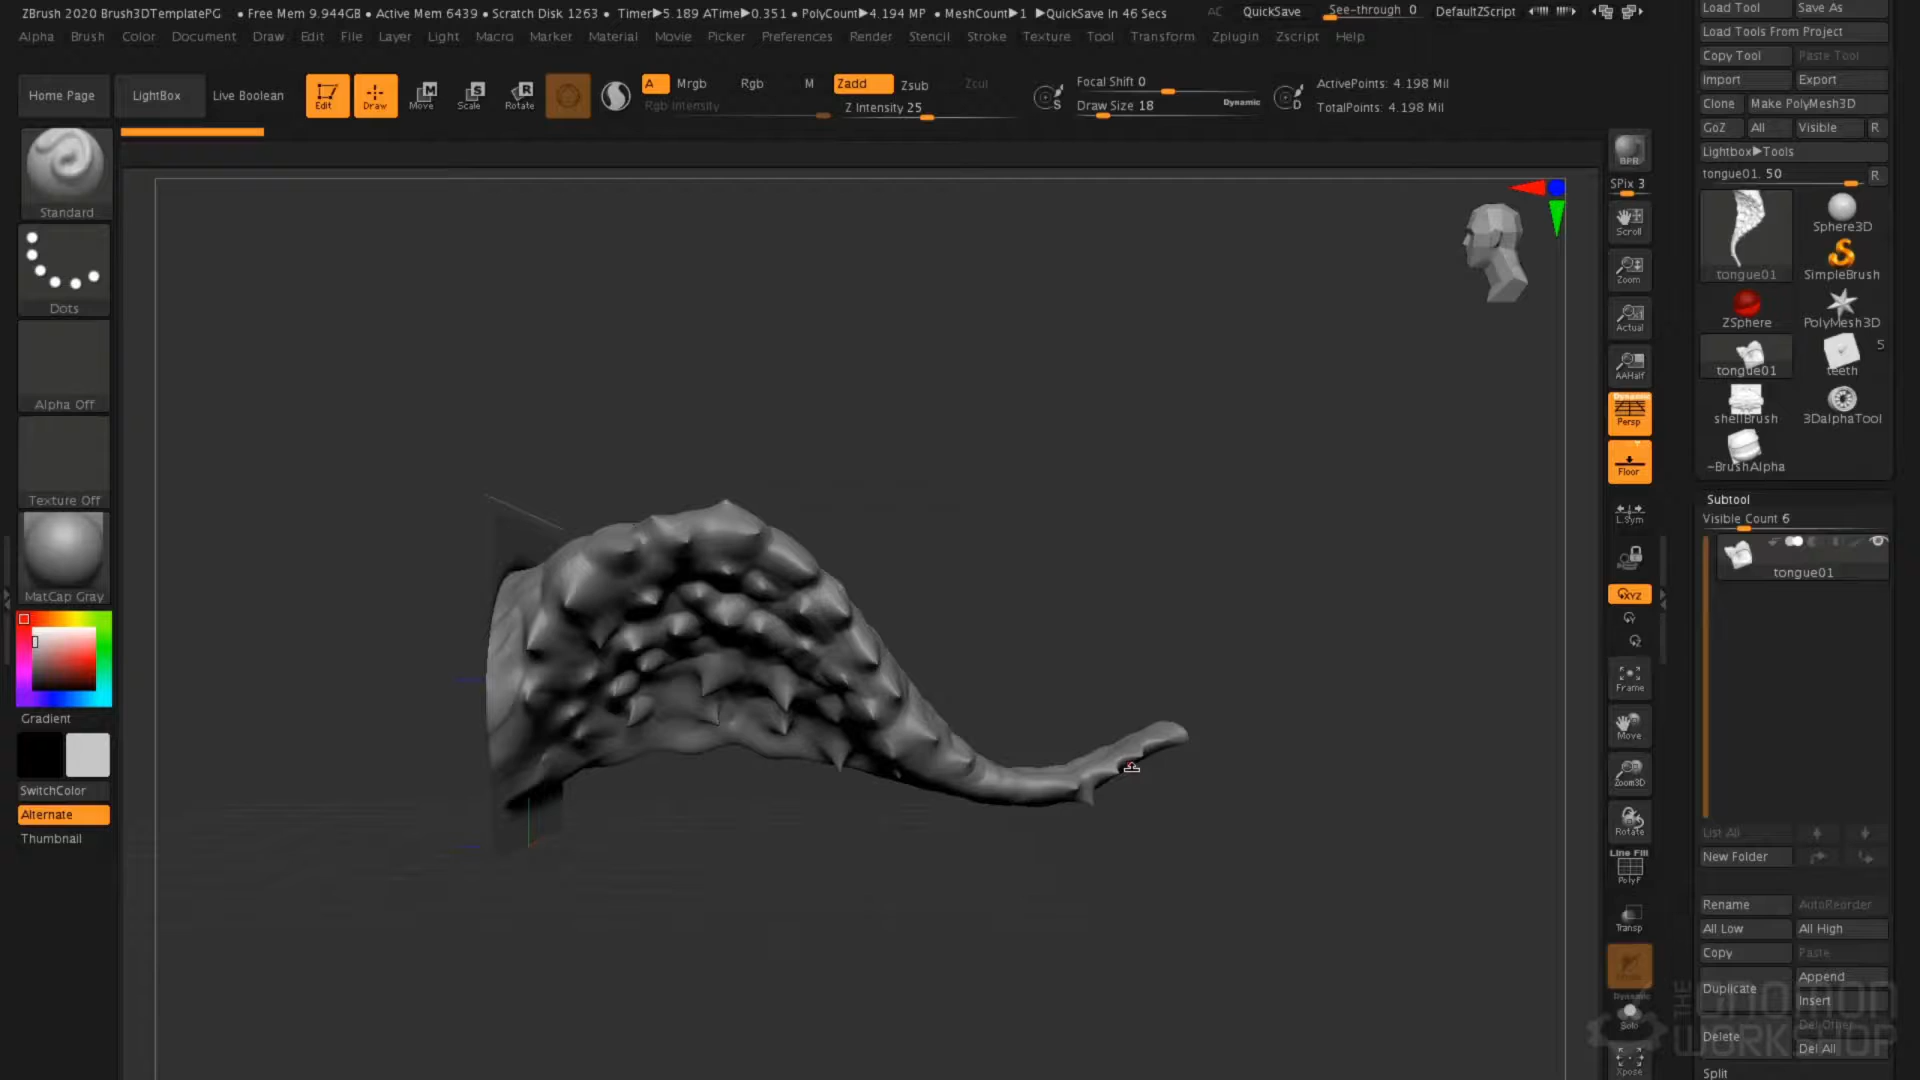 ZBrush 2020 Brush3DTemplatePG • Free Mem 9.944GB • Active Mem 6439 • Scratch Disk 1263 • Timer▶5.189 ATime▶0.351 • PolyCount▶4.194 MP • MeshCount▶1 ▶QuickSave In 46 Secs AC QuickSave See-through 0 DefaultZScript
Alpha Brush Color Document Draw Edit File Layer Light Macro Marker Material Movie Picker Preferences Render Stencil Stroke Texture Tool Transform Zplugin Zscript Help
Home Page LightBox Live Boolean Edit Draw Move Scale Rotate
A Mrgb Rgb M Zadd Zsub Zcut
Rgb Intensity Z Intensity 25
Focal Shift 0
Draw Size 18 Dynamic
ActivePoints: 4.198 Mil
TotalPoints: 4.198 Mil
Standard
Dots
Alpha Off
Texture Off
MatCap Gray
Gradient
SwitchColor
Alternate
Thumbnail
BPR
SPix 3
Scroll
Zoom
Actual
AAHalf
Dynamic
Persp
Floor
L.Sym
XYZ
Frame
Move
Zoom3D
Rotate
Line Fill
PolyF
Transp
Dynamic
Solo
Xpose
Load Tool Save As
Load Tools From Project
Copy Tool Paste Tool
Import Export
Clone Make PolyMesh3D
GoZ All Visible R
Lightbox▶Tools
tongue01. 50 R
tongue01 Sphere3D
SimpleBrush
ZSphere PolyMesh3D
5
tongue01 teeth
shellBrush 3DalphaTool
~BrushAlpha
Subtool
Visible Count 6
tongue01
List All
New Folder
Rename AutoReorder
All Low All High
Copy Paste
Duplicate Append
Insert
Delete Del Other
Del All
Split
THE GNOMON WORKSHOP